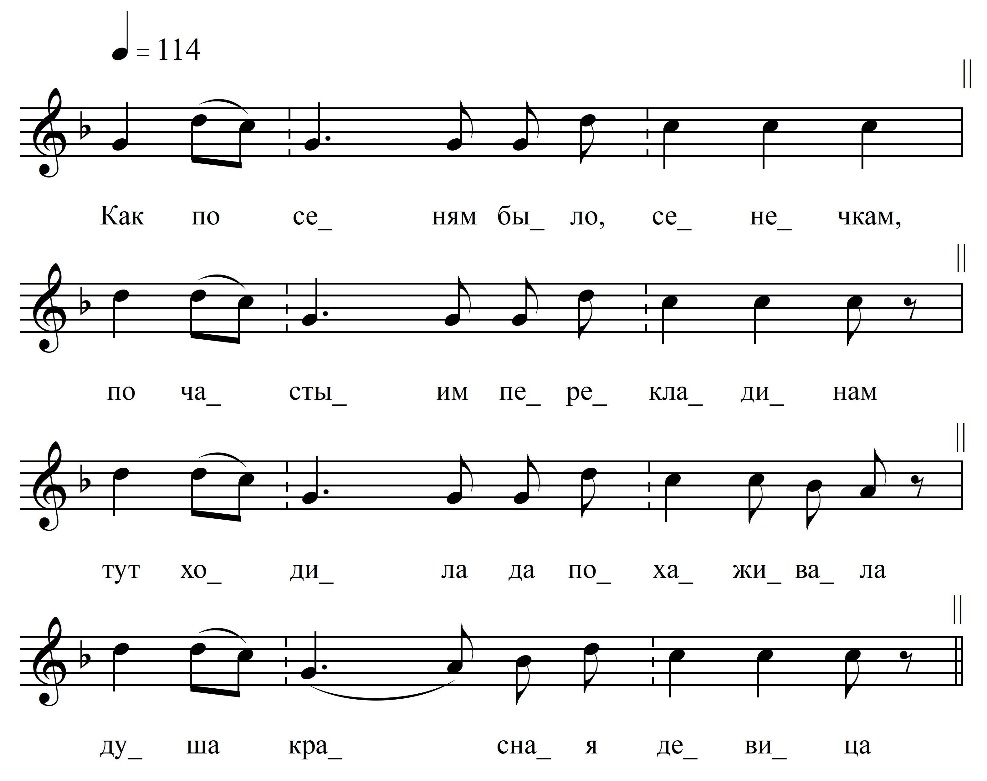 = 114
Как по се_ ням бы_ ло, се_ не_ чкам,
по ча_ сты_ им пе_ ре_ кла_ ди_ нам
тут хо_ ди_ ла да по_ ха_ жи_ ва_ ла
ду_ ша кра_ сна_ я де_ ви_ ца